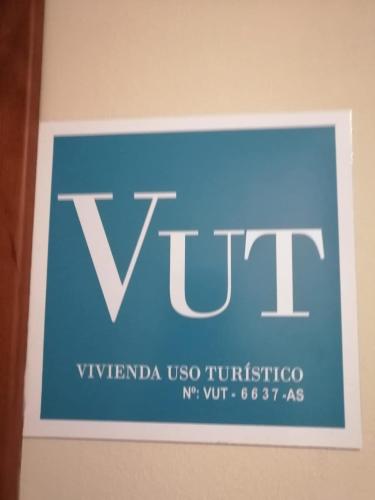 VUT
VIVIENDA USO TURÍSTICO
Nº: VUT - 6637 -AS